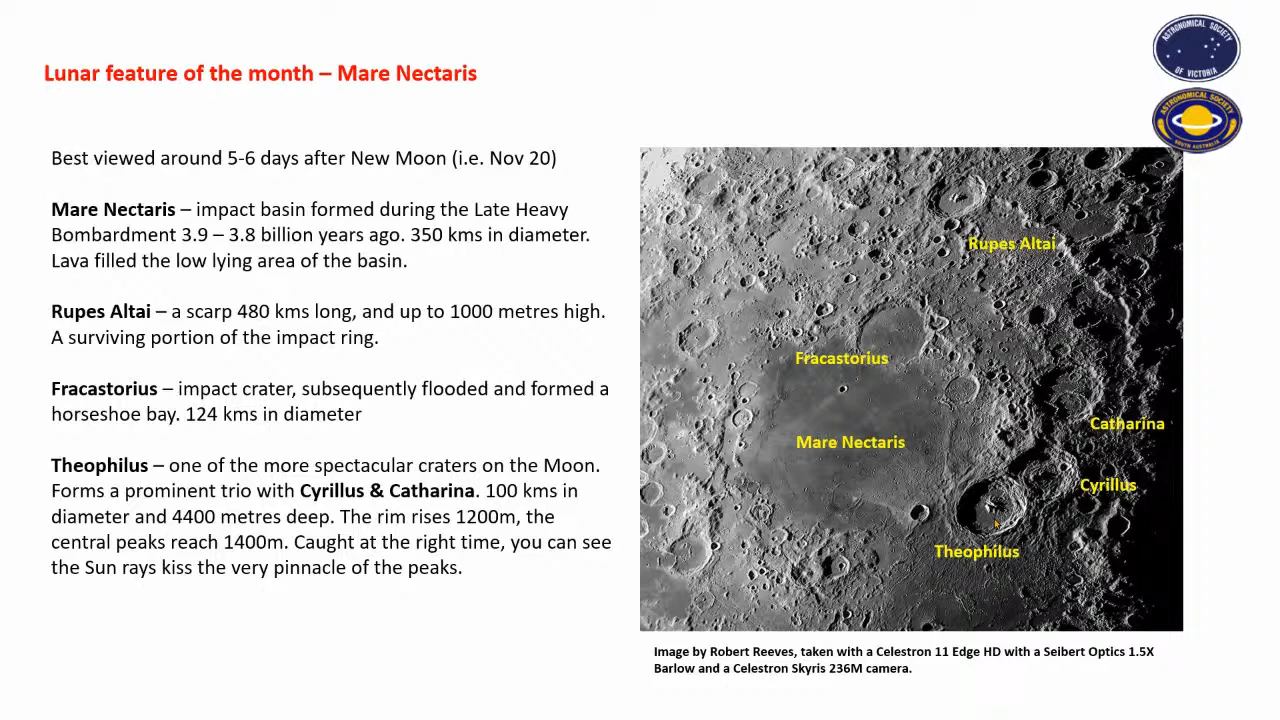 Lunar feature of the month – Mare Nectaris
ASTRONOMICAL SOCIETY
OF VICTORIA
ASTRONOMICAL SOCIETY
SOUTH AUSTRALIA
Best viewed around 5-6 days after New Moon (i.e. Nov 20)
Mare Nectaris – impact basin formed during the Late Heavy
Bombardment 3.9 – 3.8 billion years ago. 350 kms in diameter.
Lava filled the low lying area of the basin.
Rupes Altai – a scarp 480 kms long, and up to 1000 metres high.
A surviving portion of the impact ring.
Fracastorius – impact crater, subsequently flooded and formed a
horseshoe bay. 124 kms in diameter
Theophilus – one of the more spectacular craters on the Moon.
Forms a prominent trio with Cyrillus & Catharina. 100 kms in
diameter and 4400 metres deep. The rim rises 1200m, the
central peaks reach 1400m. Caught at the right time, you can see
the Sun rays kiss the very pinnacle of the peaks.
Rupes Altai
Fracastorius
Catharina
Mare Nectaris
Cyrillus
Theophilus
Image by Robert Reeves, taken with a Celestron 11 Edge HD with a Seibert Optics 1.5X
Barlow and a Celestron Skyris 236M camera.